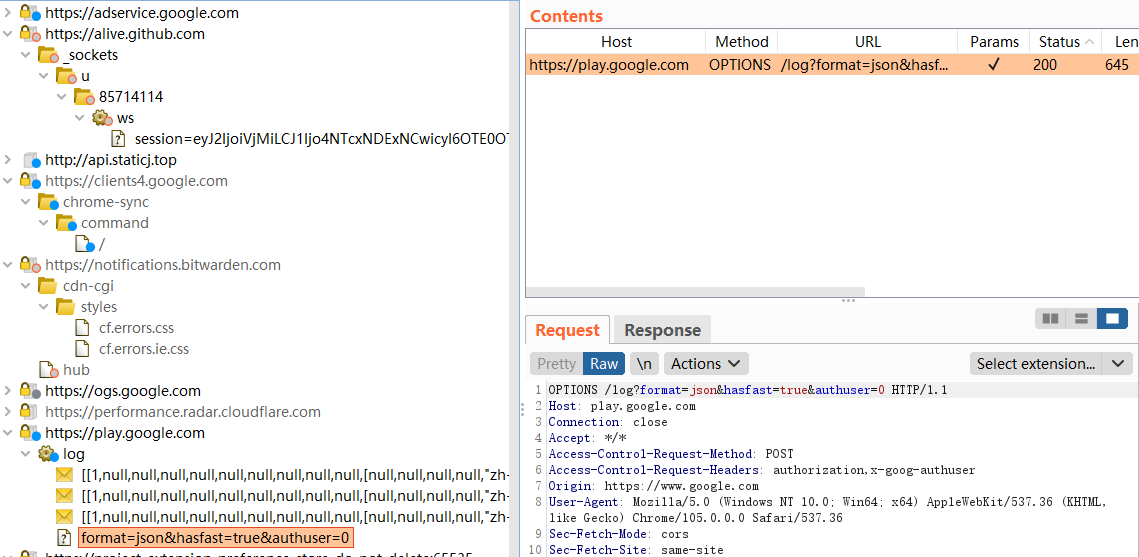 https://adservice.google.com
https://alive.github.com
_sockets
u
85714114
ws
session=eyJ2IjoiVjMiLCJ1Ijo4NTcxNDExNCwicyI6OTE0OT
http://api.staticj.top
https://clients4.google.com
chrome-sync
command
/
https://notifications.bitwarden.com
cdn-cgi
styles
cf.errors.css
cf.errors.ie.css
hub
https://ogs.google.com
https://performance.radar.cloudflare.com
https://play.google.com
log
[[1,null,null,null,null,null,null,null,null,null,[null,null,null,null,"zh-
[[1,null,null,null,null,null,null,null,null,null,[null,null,null,null,"zh-
[[1,null,null,null,null,null,null,null,null,null,[null,null,null,null,"zh-
format=json&hasfast=true&authuser=0
Contents
Host Method URL Params Status Len
https://play.google.com OPTIONS /log?format=json&hasf... ✓ 200 645
Request Response
Pretty Raw \n Actions Select extension...
1 OPTIONS /log?format=json&hasfast=true&authuser=0 HTTP/1.1
2 Host: play.google.com
3 Connection: close
4 Accept: */*
5 Access-Control-Request-Method: POST
6 Access-Control-Request-Headers: authorization,x-goog-authuser
7 Origin: https://www.google.com
8 User-Agent: Mozilla/5.0 (Windows NT 10.0; Win64; x64) AppleWebKit/537.36 (KHTML,
like Gecko) Chrome/105.0.0.0 Safari/537.36
9 Sec-Fetch-Mode: cors
10 Sec-Fetch-Site: same-site